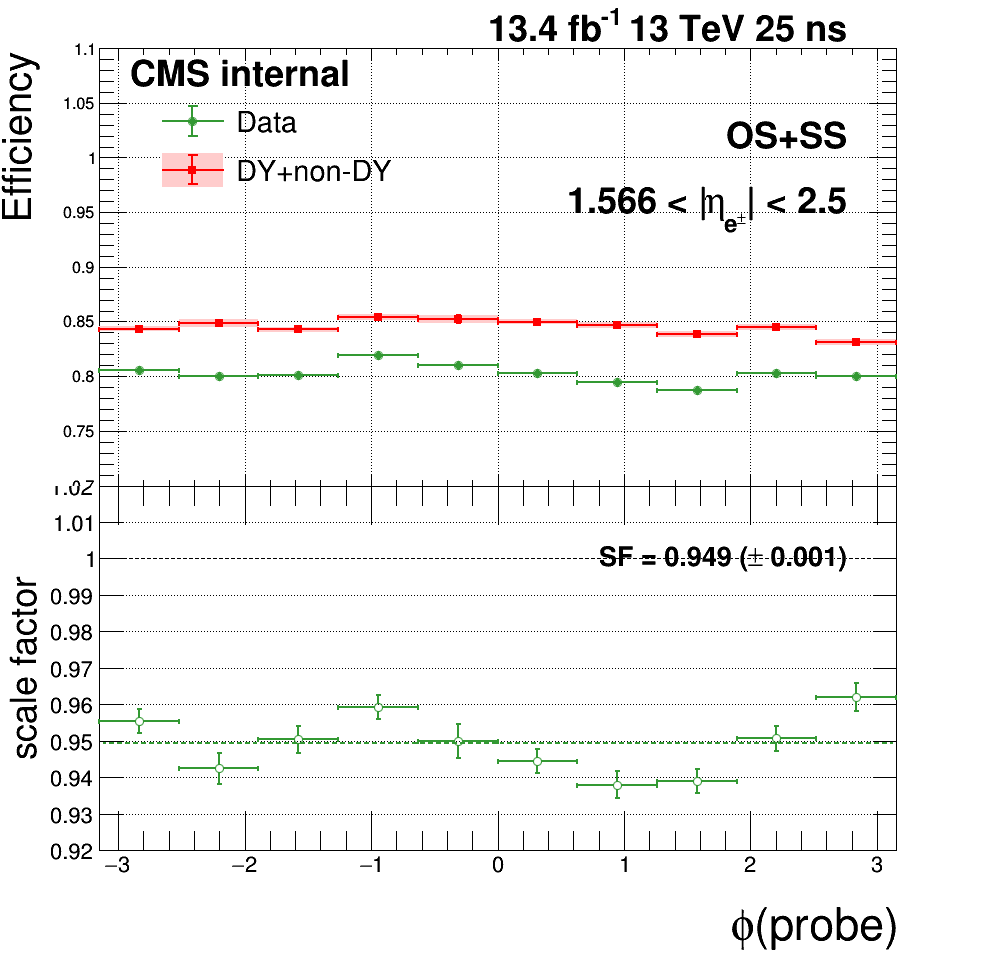 13.4 fb⁻¹ 13 TeV 25 ns
Efficiency
1.1
1.05
1
0.95
0.9
0.85
0.8
0.75
CMS internal
Data
DY+non-DY
OS+SS
1.566 < |η_e±| < 2.5
scale factor
1.02
1.01
1
0.99
0.98
0.97
0.96
0.95
0.94
0.93
0.92
SF = 0.949 (± 0.001)
−3 −2 −1 0 1 2 3
ϕ(probe)